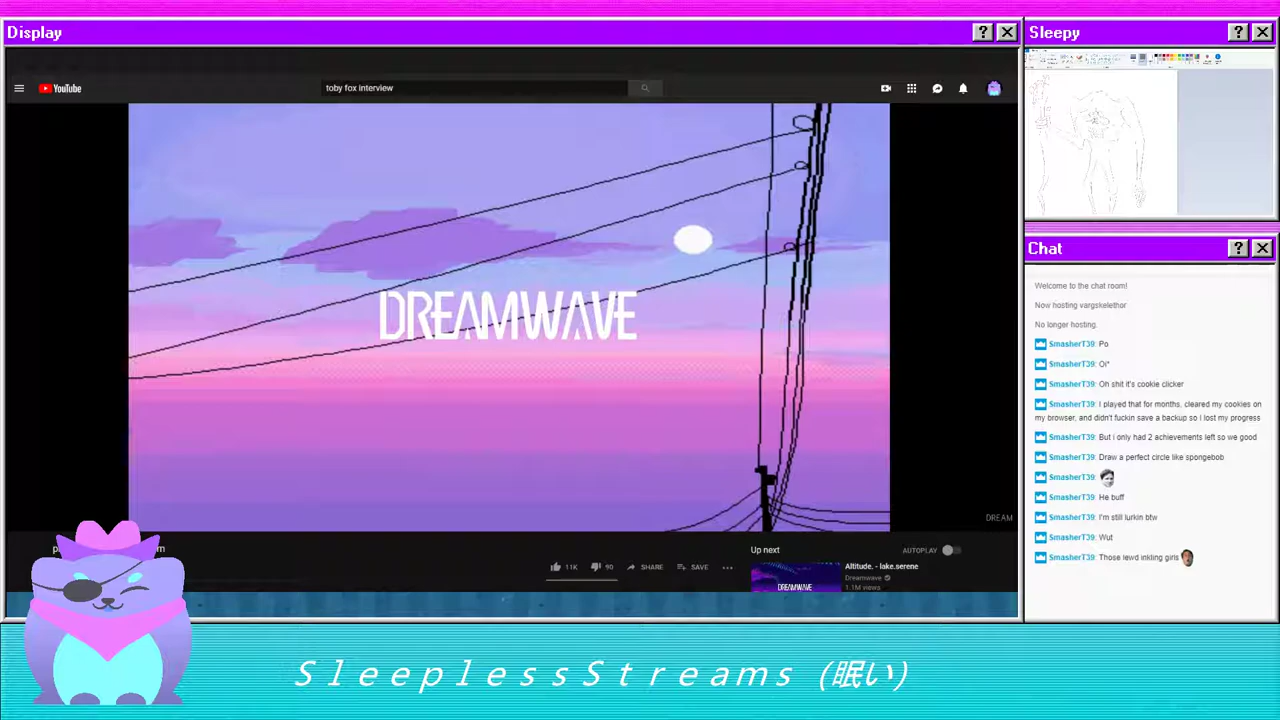 Display
Sleepy
YouTube
toby fox interview
DREAMWAVE
DREAM
Chat
Welcome to the chat room!
Now hosting vargskelethor
No longer hosting.
SmasherT39: Po
SmasherT39: Oi*
SmasherT39: Oh shit it's cookie clicker
SmasherT39: I played that for months, cleared my cookies on
my browser, and didn't fuckin save a backup so I lost my progress
SmasherT39: But i only had 2 achievements left so we good
SmasherT39: Draw a perfect circle like spongebob
SmasherT39:
SmasherT39: He buff
SmasherT39: I'm still lurkin btw
SmasherT39: Wut
SmasherT39: Those lewd inkling girls
11K
90
SHARE
SAVE
Up next
AUTOPLAY
Altitude. - lake.serene
Dreamwave
1.1M views
DREAMWAVE
SleeplessStreams (眠い)